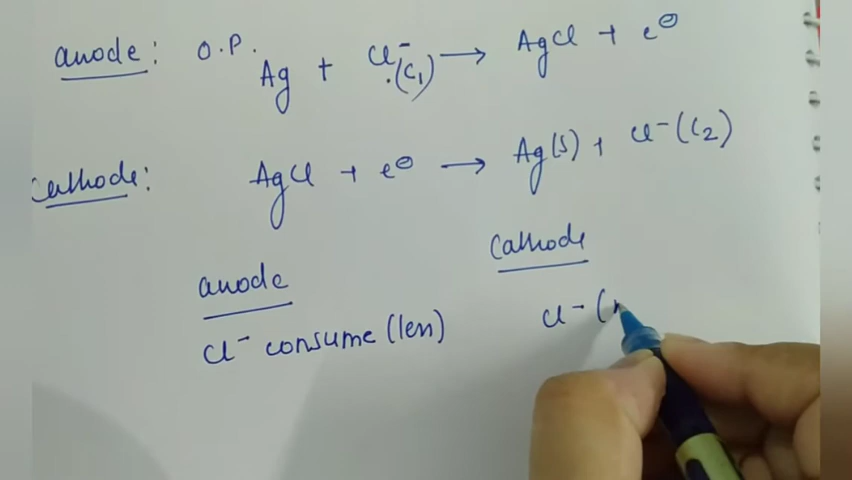 anode: O.P. Ag + Cl⁻(C₁) → AgCl + e⊖
Cathode: AgCl + e⊖ → Ag(s) + Cl⁻(C₂)
anode Cathode
Cl⁻ consume (len) Cl⁻ (